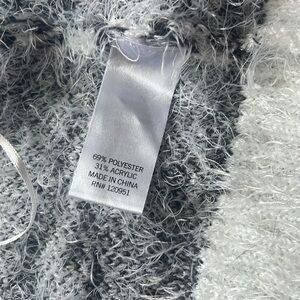 69% POLYESTER
31% ACRYLIC
MADE IN CHINA
RN# 120951